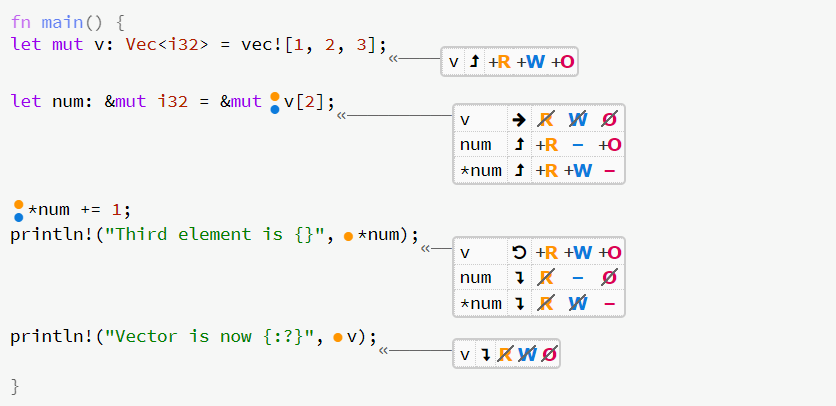 fn main() {
let mut v: Vec<i32> = vec![1, 2, 3];
« v ↥ +R +W +O
let num: &mut i32 = &mut v[2];
« v → R W O
num ↥ +R – +O
*num ↥ +R +W –
*num += 1;
println!("Third element is {}", *num);
« v ↺ +R +W +O
num ↧ R – O
*num ↧ R W –
println!("Vector is now {:?}", v);
« v ↧ R W O
}